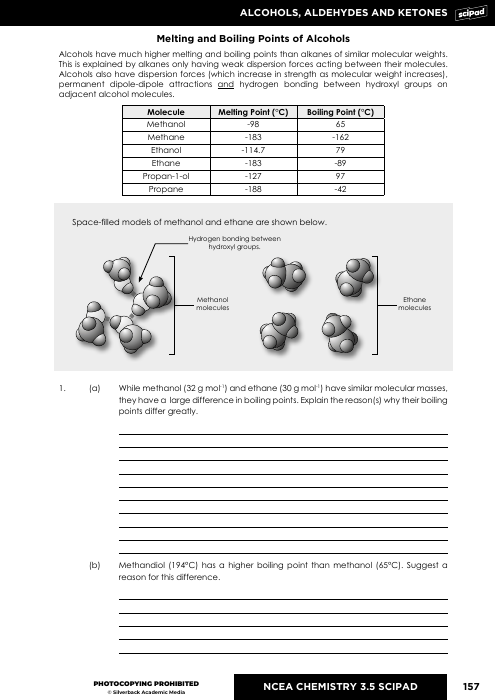 ALCOHOLS, ALDEHYDES AND KETONES
scipad
Melting and Boiling Points of Alcohols
Alcohols have much higher melting and boiling points than alkanes of similar molecular weights.
This is explained by alkanes only having weak dispersion forces acting between their molecules.
Alcohols also have dispersion forces (which increase in strength as molecular weight increases),
permanent dipole-dipole attractions and hydrogen bonding between hydroxyl groups on
adjacent alcohol molecules.
Molecule Melting Point (°C) Boiling Point (°C)
Methanol -98 65
Methane -183 -162
Ethanol -114.7 79
Ethane -183 -89
Propan-1-ol -127 97
Propane -188 -42
Space-filled models of methanol and ethane are shown below.
Hydrogen bonding between
hydroxyl groups.
Methanol
molecules
Ethane
molecules
1. (a) While methanol (32 g mol⁻¹) and ethane (30 g mol⁻¹) have similar molecular masses,
they have a large difference in boiling points. Explain the reason(s) why their boiling
points differ greatly.
(b) Methandiol (194°C) has a higher boiling point than methanol (65°C). Suggest a
reason for this difference.
PHOTOCOPYING PROHIBITED
© Silverback Academic Media
NCEA CHEMISTRY 3.5 SCIPAD
157